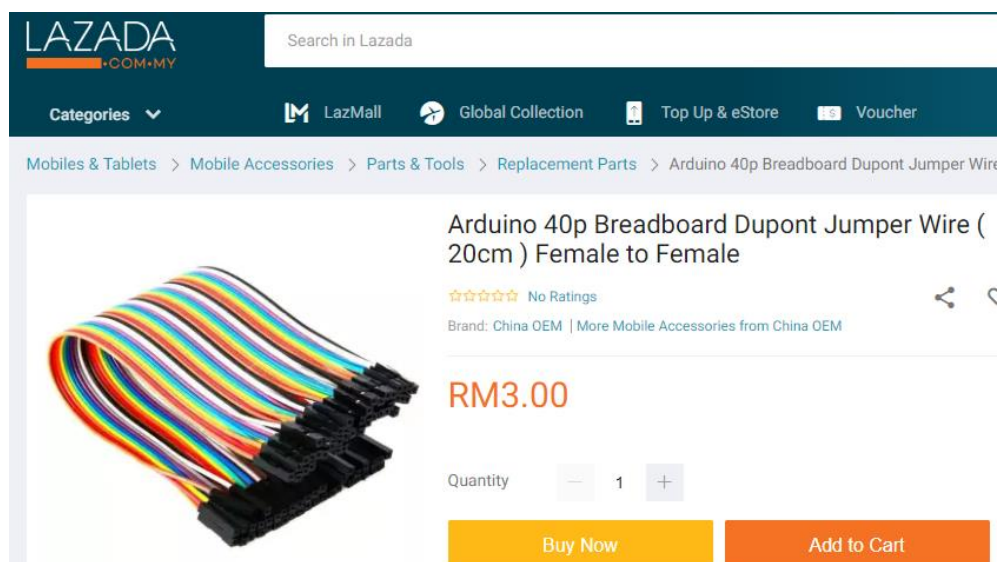 LAZADA
•COM•MY
Search in Lazada
Categories
LazMall
Global Collection
Top Up & eStore
Voucher
Mobiles & Tablets > Mobile Accessories > Parts & Tools > Replacement Parts > Arduino 40p Breadboard Dupont Jumper Wire
Arduino 40p Breadboard Dupont Jumper Wire (
20cm ) Female to Female
No Ratings
Brand: China OEM | More Mobile Accessories from China OEM
RM3.00
Quantity — 1 +
Buy Now
Add to Cart